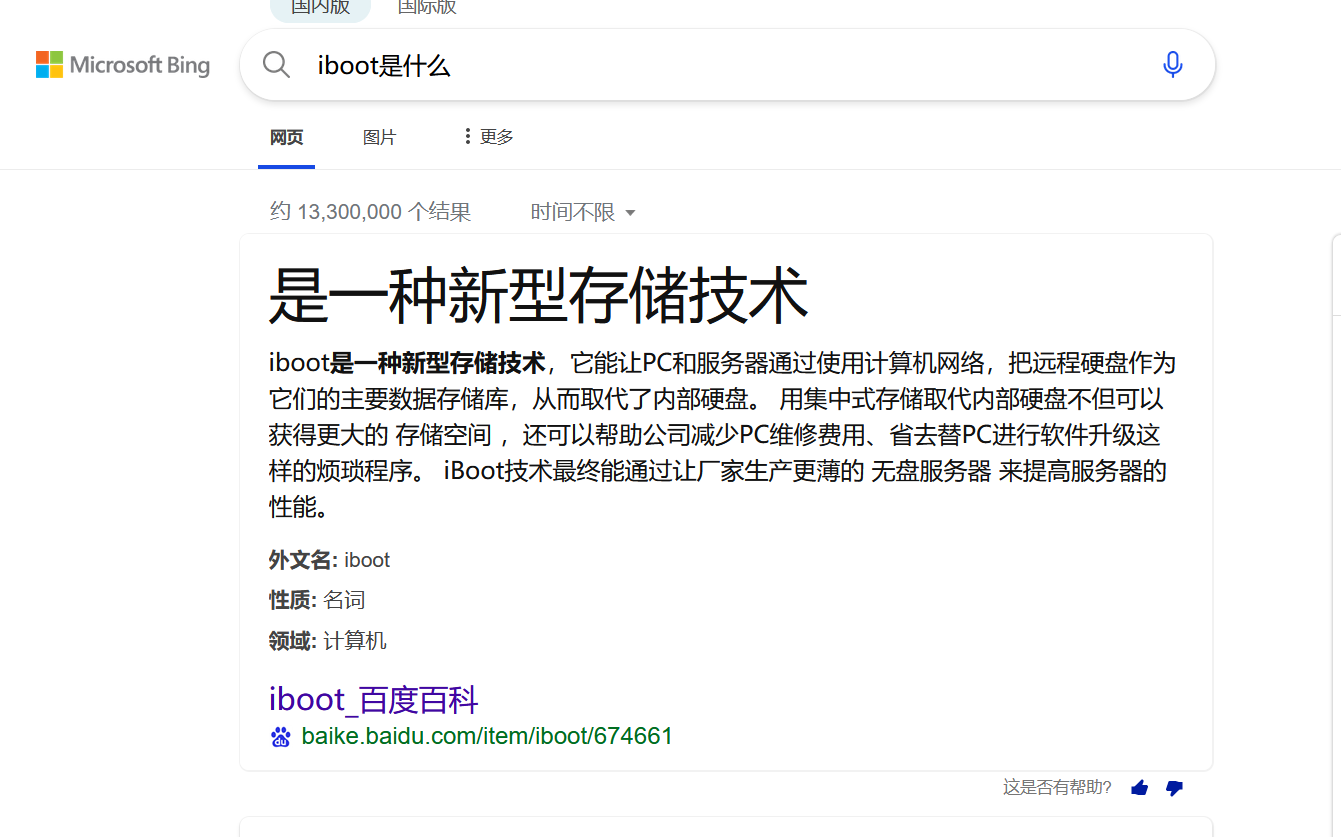 国内版 国际版
Microsoft Bing
iboot是什么
网页 图片 更多
约 13,300,000 个结果 时间不限
是一种新型存储技术
iboot是一种新型存储技术，它能让PC和服务器通过使用计算机网络，把远程硬盘作为
它们的主要数据存储库，从而取代了内部硬盘。 用集中式存储取代内部硬盘不但可以
获得更大的 存储空间 ，还可以帮助公司减少PC维修费用、省去替PC进行软件升级这
样的烦琐程序。 iBoot技术最终能通过让厂家生产更薄的 无盘服务器 来提高服务器的
性能。
外文名: iboot
性质: 名词
领域: 计算机
iboot_百度百科
du baike.baidu.com/item/iboot/674661
这是否有帮助?